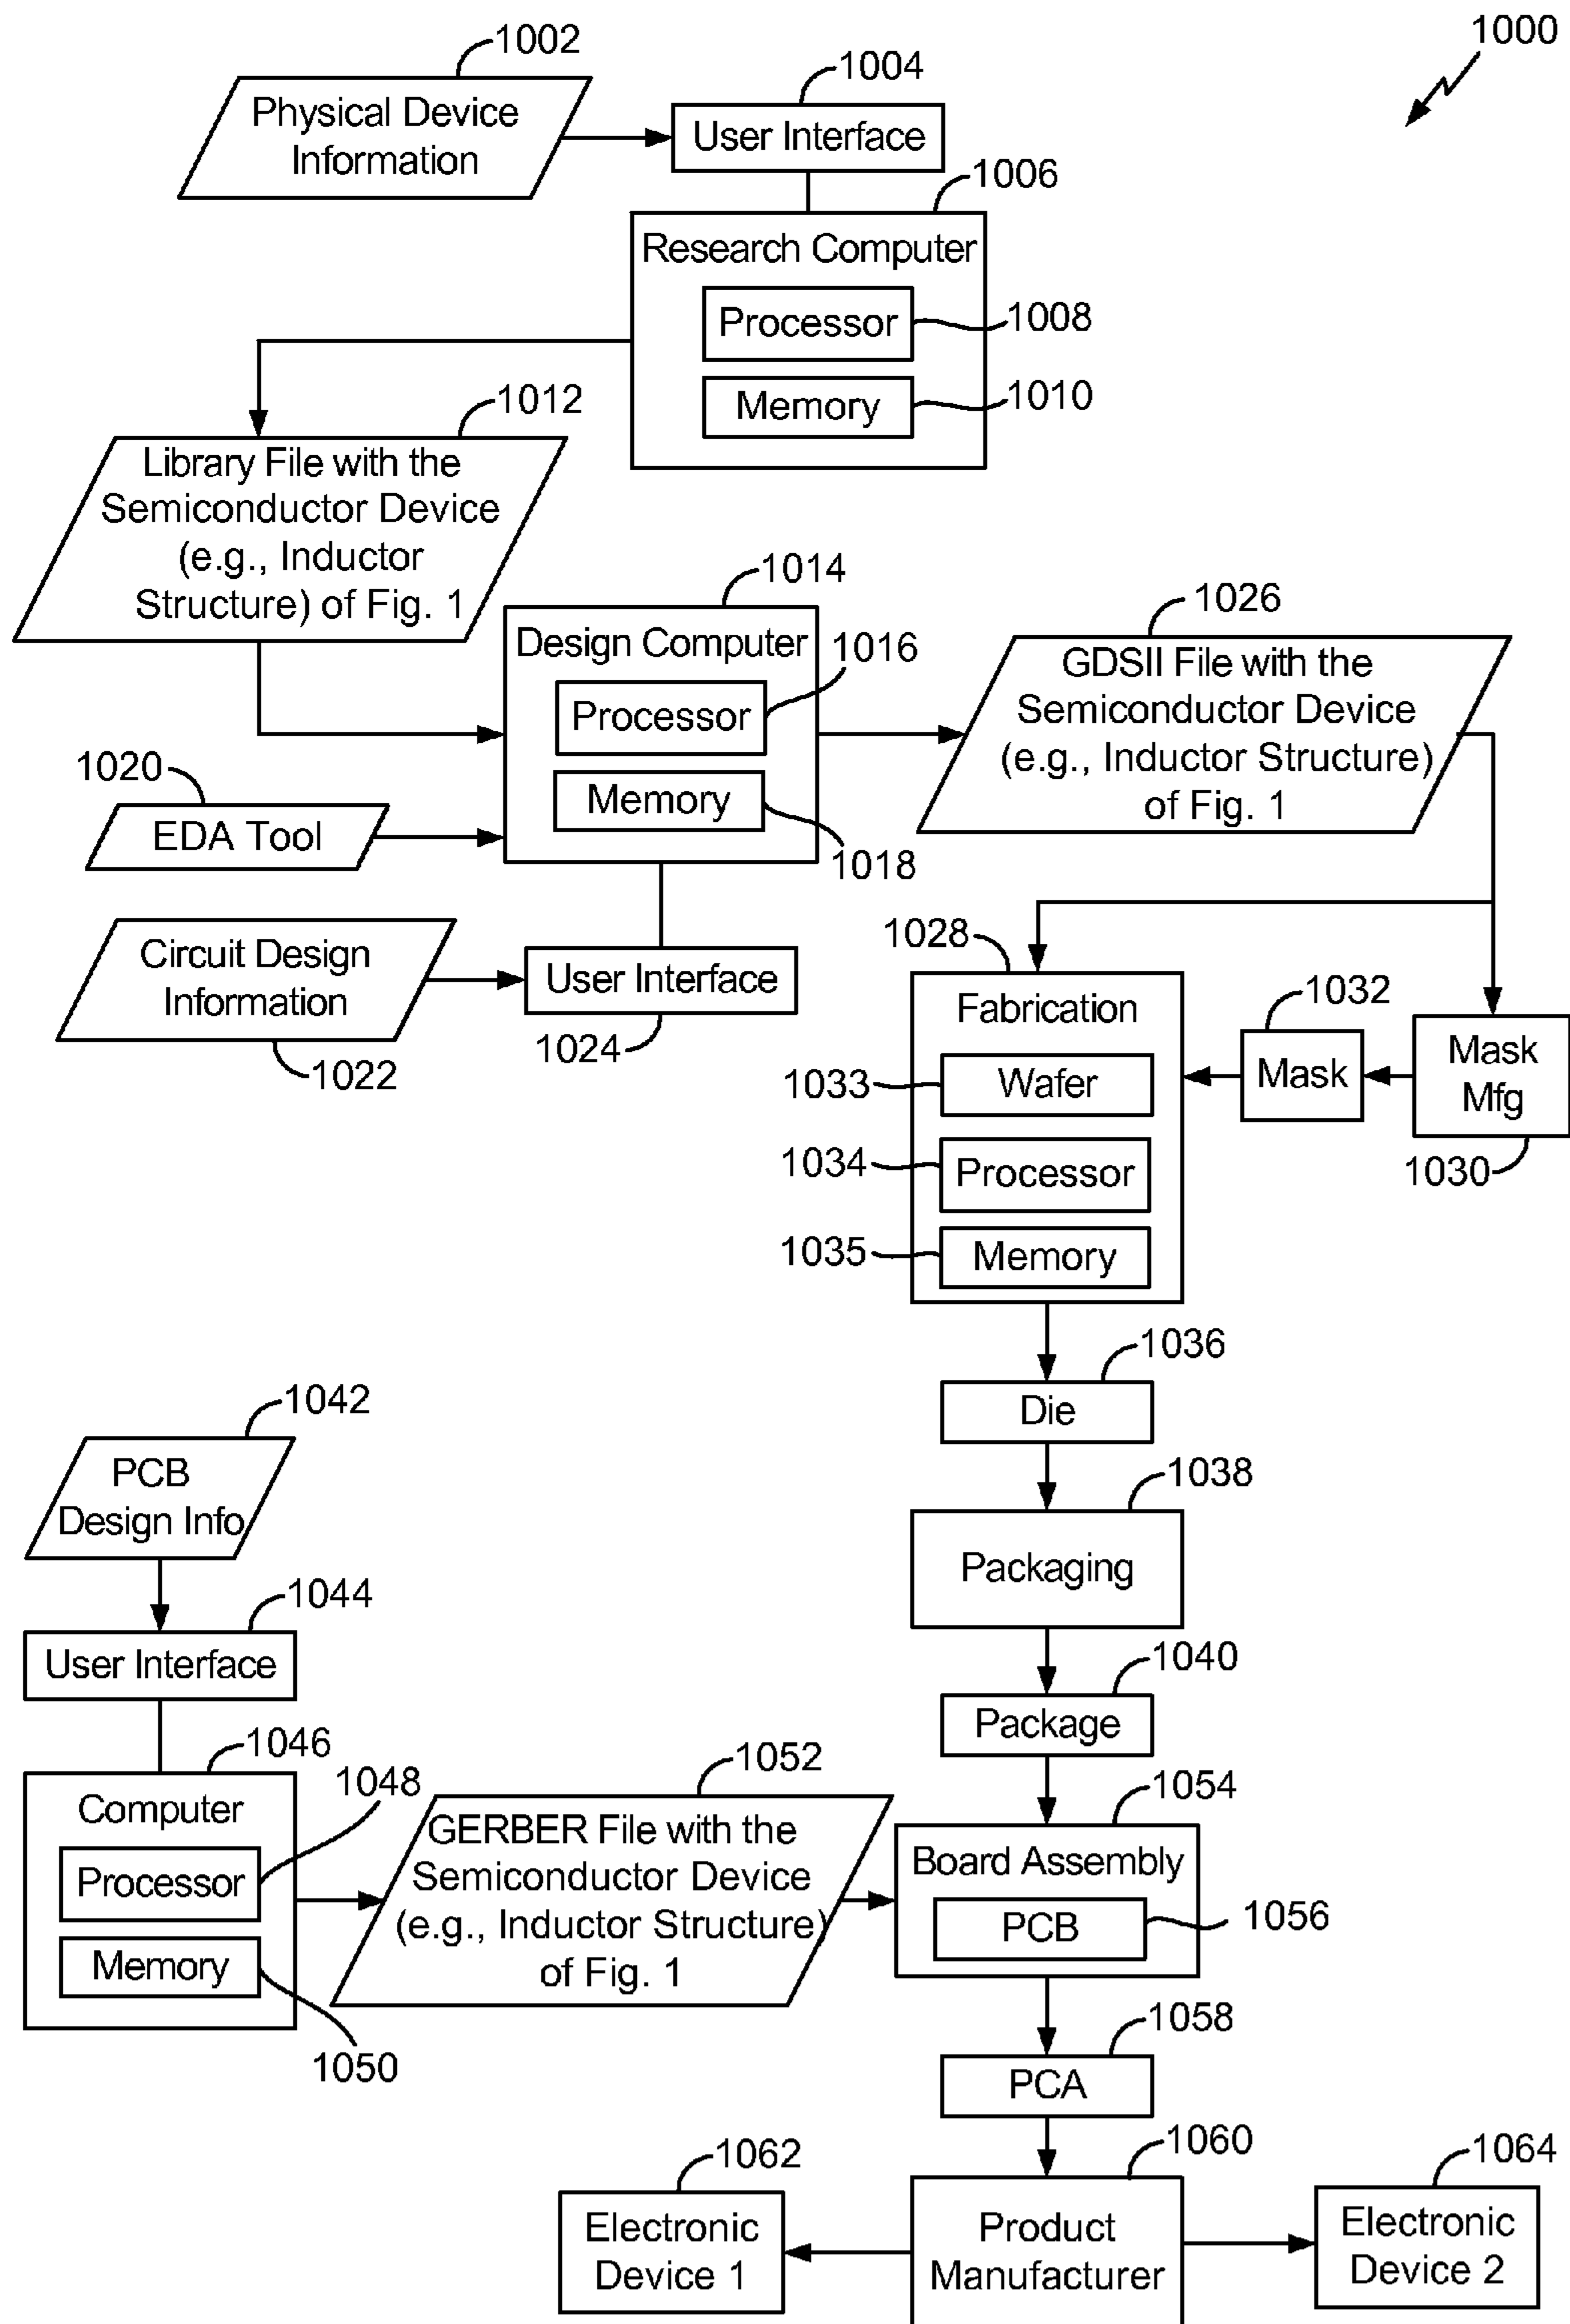 1000
1002
Physical Device
Information
1004
User Interface
1006
Research Computer
Processor
1008
Memory
1010
1012
Library File with the
Semiconductor Device
(e.g., Inductor
Structure) of Fig. 1
1014
Design Computer
1016
Processor
Memory
1018
1020
EDA Tool
Circuit Design
Information
1022
User Interface
1024
1026
GDSII File with the
Semiconductor Device
(e.g., Inductor Structure)
of Fig. 1
1028
Fabrication
1033
Wafer
1034
Processor
1035
Memory
1032
Mask
Mask
Mfg
1030
1036
Die
1038
Packaging
1040
Package
1042
PCB
Design Info
1044
User Interface
1046
Computer
1048
Processor
Memory
1050
1052
GERBER File with the
Semiconductor Device
(e.g., Inductor Structure)
of Fig. 1
1054
Board Assembly
PCB
1056
1058
PCA
1060
Product
Manufacturer
1062
Electronic
Device 1
1064
Electronic
Device 2